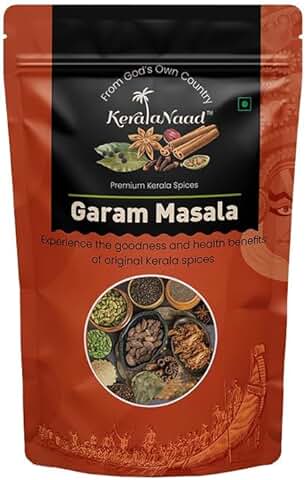 From God's Own Country
KeralaNaad™
Premium Kerala Spices
Garam Masala
Experience the goodness and health benefits
of original Kerala spices